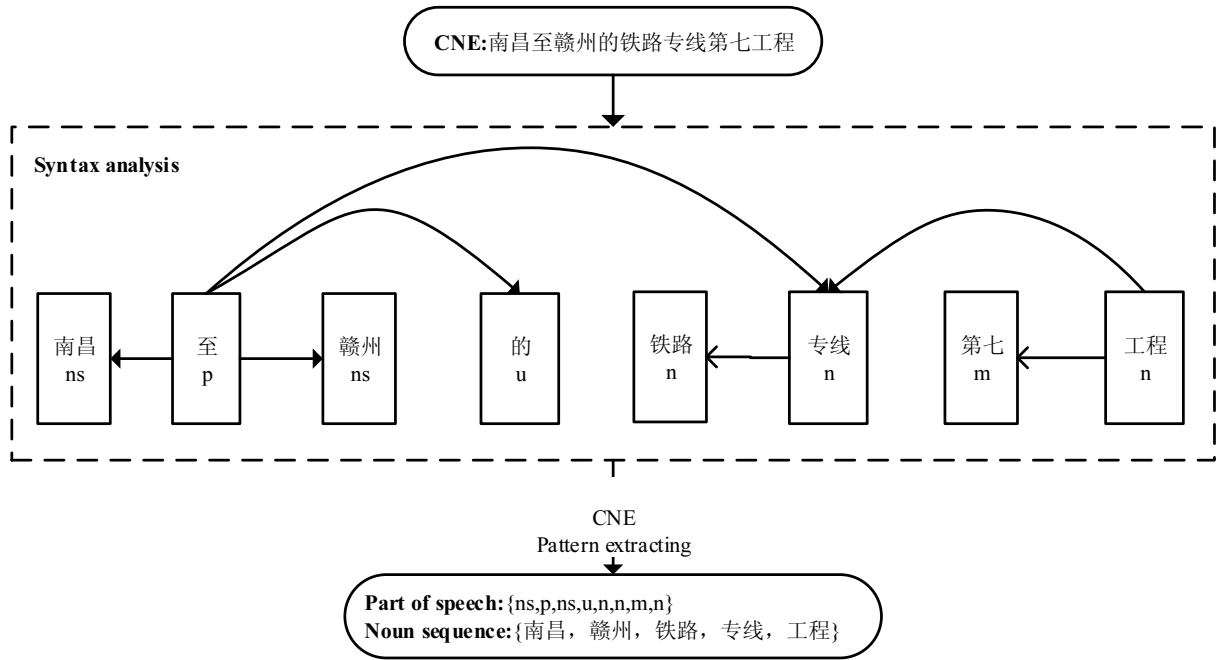 CNE:南昌至赣州的铁路专线第七工程
Syntax analysis
南昌 至 赣州 的 铁路 专线 第七 工程
ns p ns u n n m n
CNE
Pattern extracting
Part of speech:{ns,p,ns,u,n,n,m,n}
Noun sequence:{南昌，赣州，铁路，专线，工程}